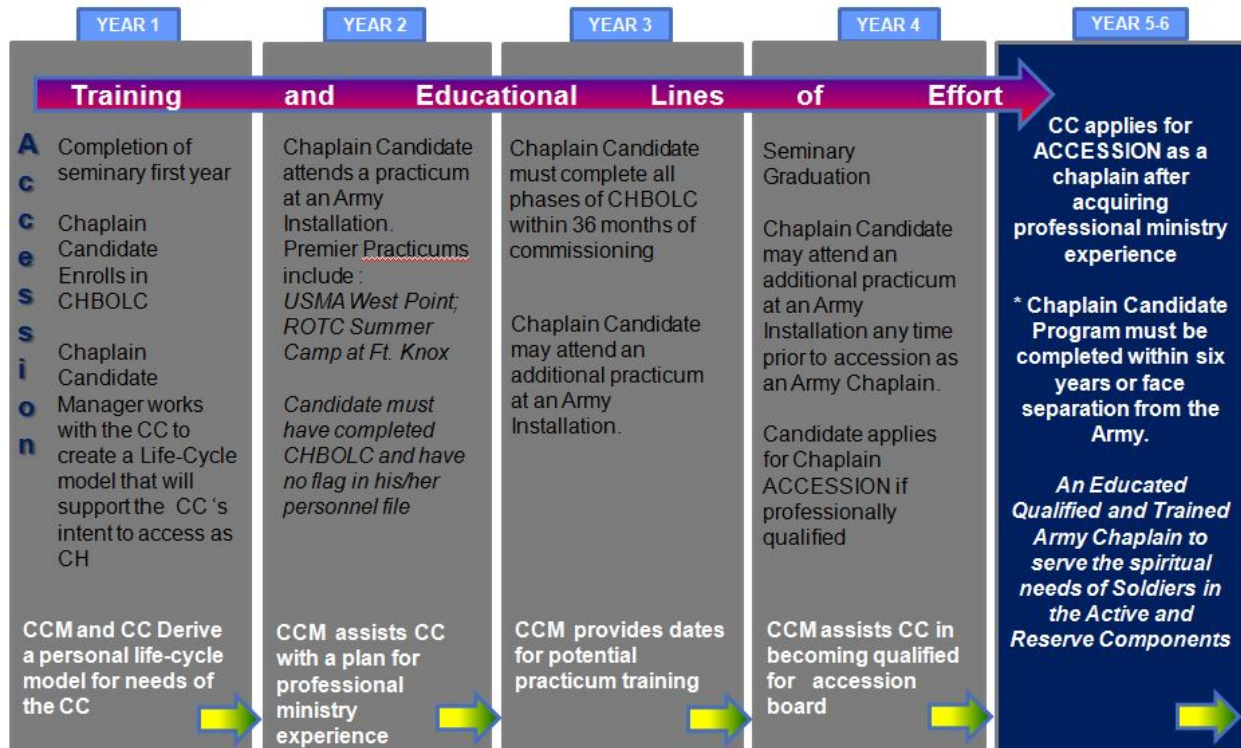 YEAR 1
YEAR 2
YEAR 3
YEAR 4
YEAR 5-6
Training and Educational Lines of Effort
Accession
Completion of
seminary first year
Chaplain
Candidate
Enrolls in
CHBOLC
Chaplain
Candidate
Manager works
with the CC to
create a Life-Cycle
model that will
support the CC 's
intent to access as
CH
CCM and CC Derive
a personal life-cycle
model for needs of
the CC
Chaplain Candidate
attends a practicum
at an Army
Installation.
Premier Practicums
include :
USMA West Point;
ROTC Summer
Camp at Ft. Knox
Candidate must
have completed
CHBOLC and have
no flag in his/her
personnel file
CCM assists CC
with a plan for
professional
ministry
experience
Chaplain Candidate
must complete all
phases of CHBOLC
within 36 months of
commissioning
Chaplain Candidate
may attend an
additional practicum
at an Army
Installation.
CCM provides dates
for potential
practicum training
Seminary
Graduation
Chaplain Candidate
may attend an
additional practicum
at an Army
Installation any time
prior to accession as
an Army Chaplain.
Candidate applies
for Chaplain
ACCESSION if
professionally
qualified
CCM assists CC in
becoming qualified
for accession
board
CC applies for
ACCESSION as a
chaplain after
acquiring
professional ministry
experience
* Chaplain Candidate
Program must be
completed within six
years or face
separation from the
Army.
An Educated
Qualified and Trained
Army Chaplain to
serve the spiritual
needs of Soldiers in
the Active and
Reserve Components